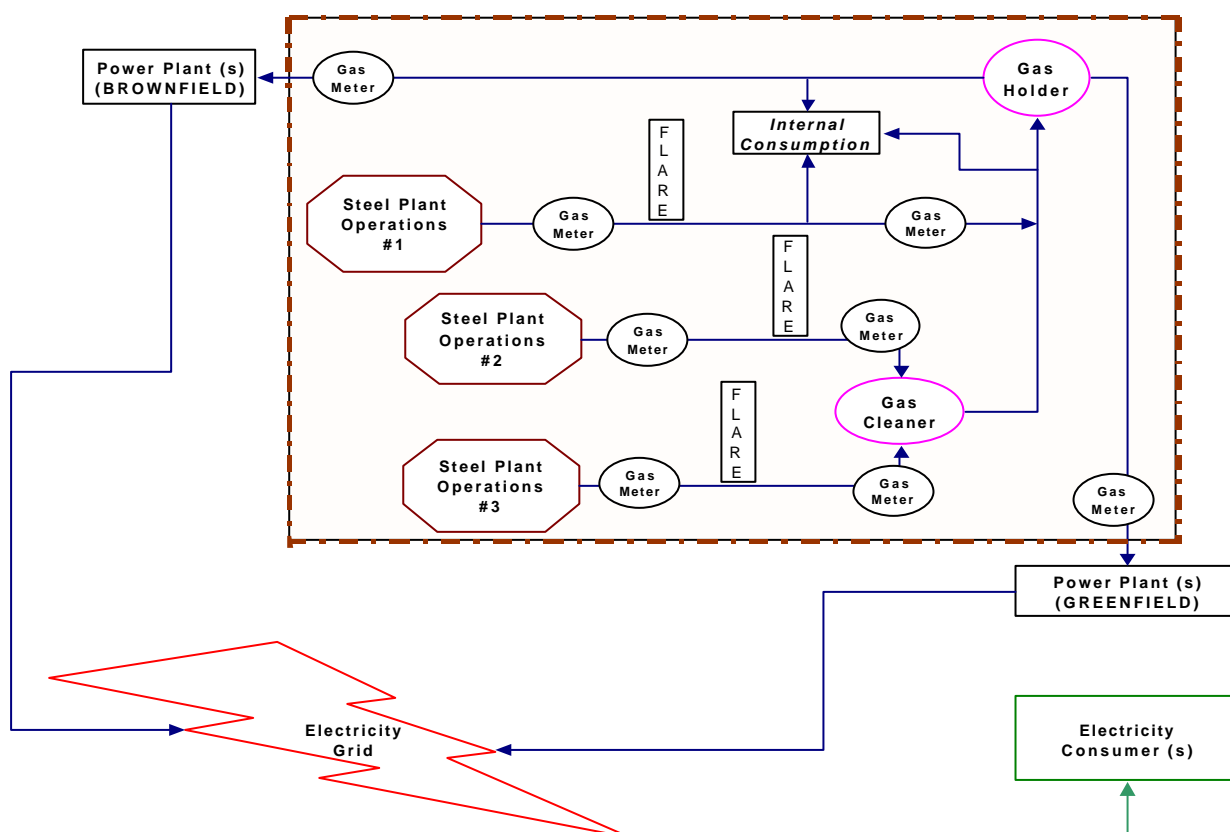 Power Plant (s)
(BROWNFIELD)
Gas
Meter
Gas
Holder
Internal
Consumption
F
L
A
R
E
Steel Plant
Operations
#1
Gas
Meter
Gas
Meter
F
L
A
R
E
Steel Plant
Operations
#2
Gas
Meter
Gas
Meter
Gas
Cleaner
F
L
A
R
E
Steel Plant
Operations
#3
Gas
Meter
Gas
Meter
Gas
Meter
Power Plant (s)
(GREENFIELD)
Electricity
Grid
Electricity
Consumer (s)